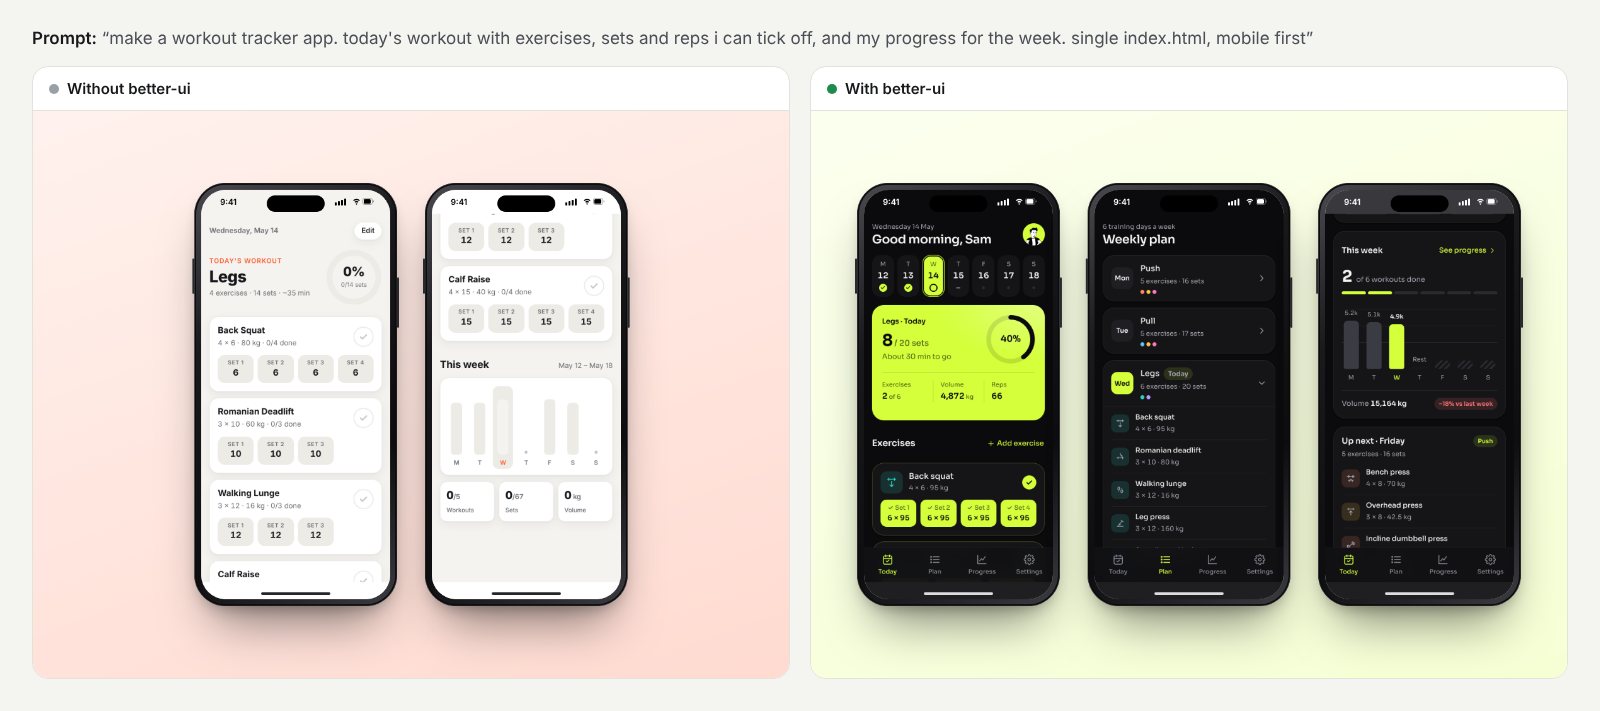 Prompt: “make a workout tracker app. today's workout with exercises, sets and reps i can tick off, and my progress for the week. single index.html, mobile first”
Without better-ui
9:41
Wednesday, May 14
Edit
TODAY'S WORKOUT
Legs
4 exercises · 14 sets · ~35 min
0%
0/14 sets
Back Squat
4 × 6 · 80 kg · 0/4 done
SET 1 SET 2 SET 3 SET 4
6 6 6 6
Romanian Deadlift
3 × 10 · 60 kg · 0/3 done
SET 1 SET 2 SET 3
10 10 10
Walking Lunge
3 × 12 · 16 kg · 0/3 done
SET 1 SET 2 SET 3
12 12 12
Calf Raise
9:41
SET 1 SET 2 SET 3
12 12 12
Calf Raise
4 × 15 · 40 kg · 0/4 done
SET 1 SET 2 SET 3 SET 4
15 15 15 15
This week
May 12 – May 18
M T W T F S S
0/5 0/67 0 kg
Workouts Sets Volume
With better-ui
9:41
Wednesday 14 May
Good morning, Sam
M T W T F S S
12 13 14 15 16 17 18
Legs · Today
8 / 20 sets
About 30 min to go
40%
Exercises Volume Reps
2 of 6 4,872 kg 66
Exercises
+ Add exercise
Back squat
4 × 6 · 95 kg
Set 1 Set 2 Set 3 Set 4
6 × 95 6 × 95 6 × 95 6 × 95
Today Plan Progress Settings
9:41
6 training days a week
Weekly plan
Mon
Push
5 exercises · 16 sets
Tue
Pull
5 exercises · 17 sets
Wed
Legs Today
6 exercises · 20 sets
Back squat
4 × 6 · 95 kg
Romanian deadlift
3 × 10 · 80 kg
Walking lunge
3 × 12 · 16 kg
Leg press
3 × 12 · 160 kg
Today Plan Progress Settings
9:41
This week
See progress
2 of 6 workouts done
5.2k 5.1k 4.9k
Rest
M T W T F S S
Volume 15,164 kg
−18% vs last week
Up next · Friday
Push
5 exercises · 16 sets
Bench press
4 × 8 · 70 kg
Overhead press
3 × 8 · 42.5 kg
Incline dumbbell press
Today Plan Progress Settings